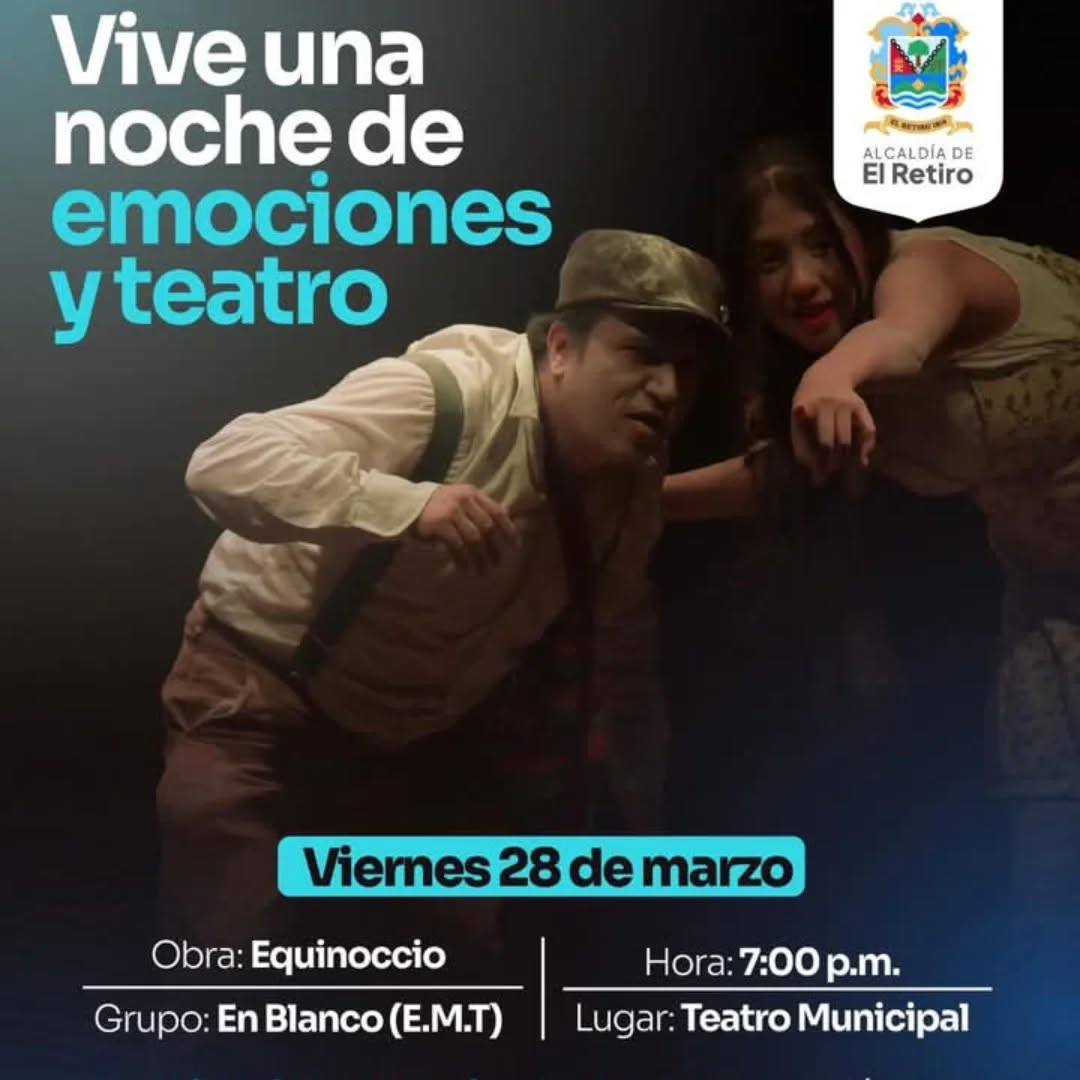 Vive una
noche de
emociones
y teatro
ALCALDÍA DE
El Retiro
Viernes 28 de marzo
Obra: Equinoccio
Grupo: En Blanco (E.M.T)
Hora: 7:00 p.m.
Lugar: Teatro Municipal